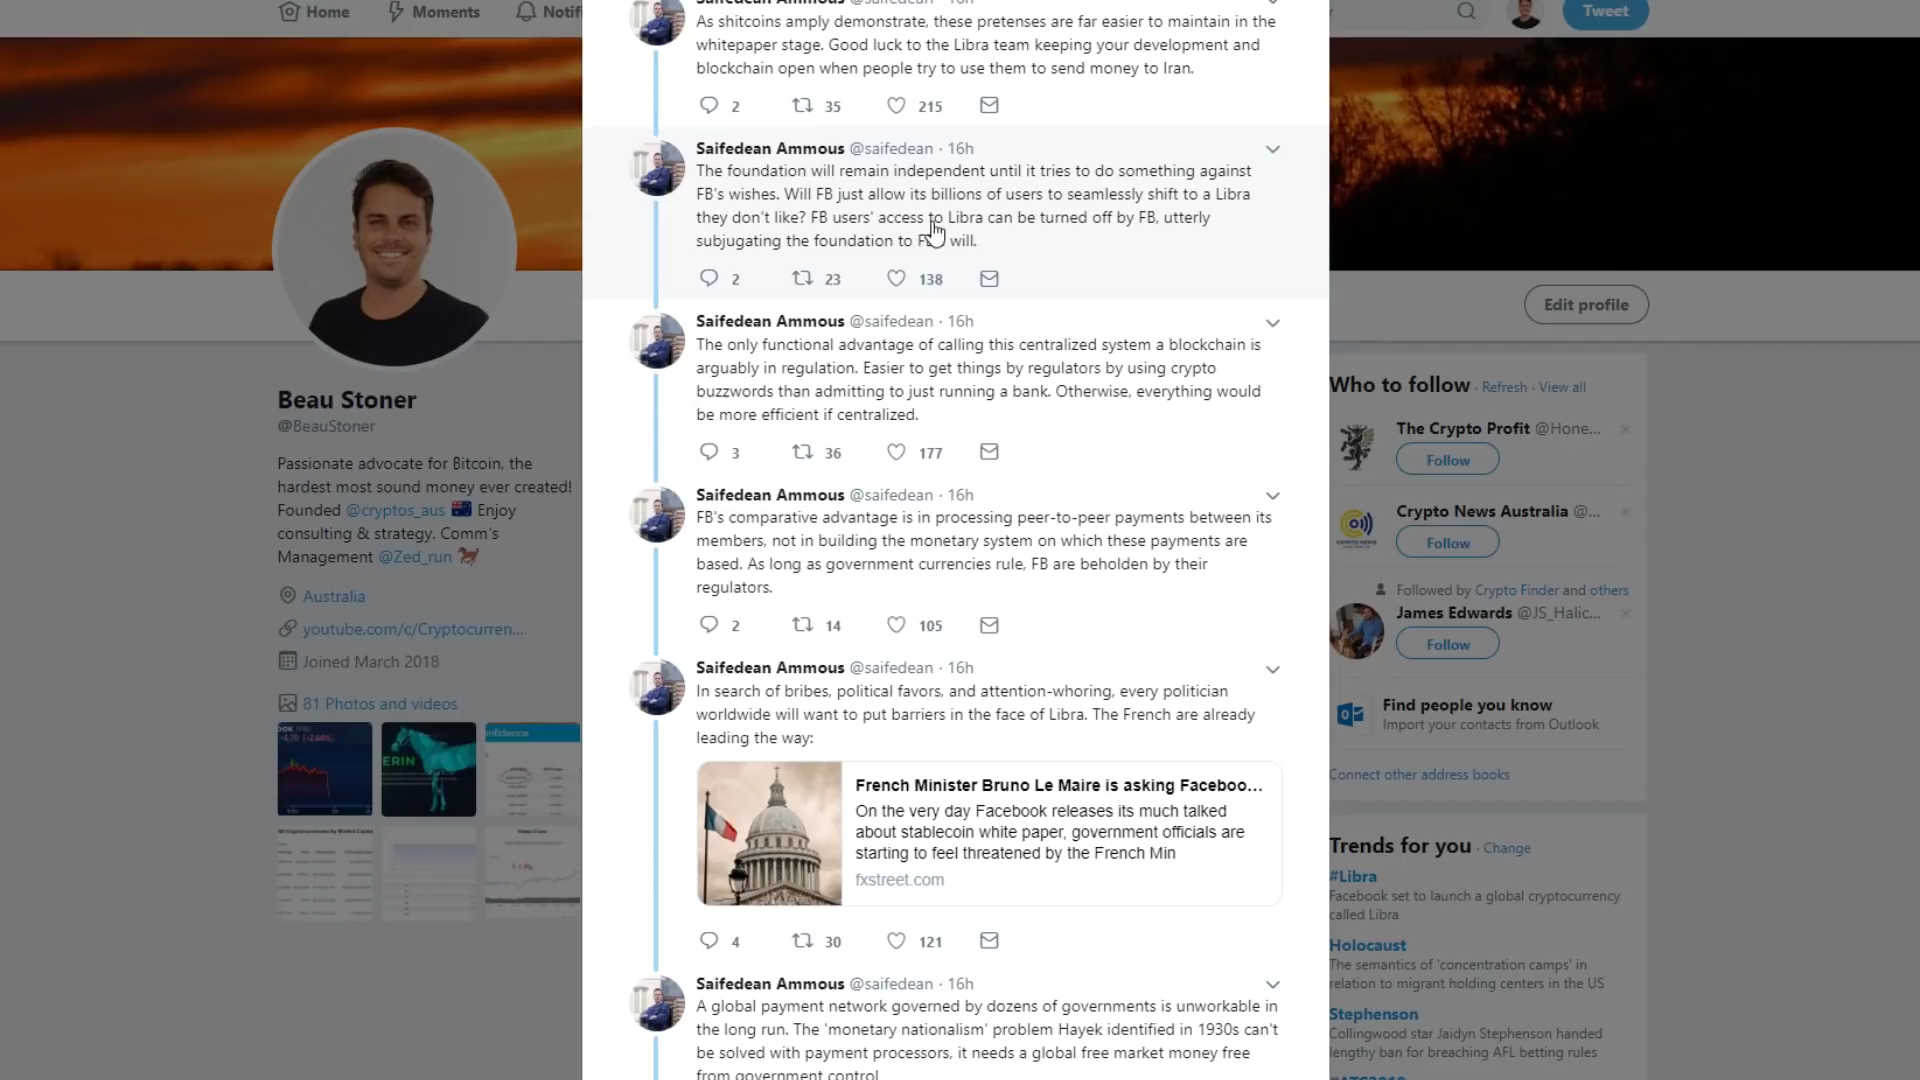 Home
Moments
Tweet
As shitcoins amply demonstrate, these pretenses are far easier to maintain in the
whitepaper stage. Good luck to the Libra team keeping your development and
blockchain open when people try to use them to send money to Iran.
2 35 215
Saifedean Ammous @saifedean · 16h
The foundation will remain independent until it tries to do something against
FB's wishes. Will FB just allow its billions of users to seamlessly shift to a Libra
they don't like? FB users' access to Libra can be turned off by FB, utterly
subjugating the foundation to will.
2 23 138
Saifedean Ammous @saifedean · 16h
The only functional advantage of calling this centralized system a blockchain is
arguably in regulation. Easier to get things by regulators by using crypto
buzzwords than admitting to just running a bank. Otherwise, everything would
be more efficient if centralized.
3 36 177
Saifedean Ammous @saifedean · 16h
FB's comparative advantage is in processing peer-to-peer payments between its
members, not in building the monetary system on which these payments are
based. As long as government currencies rule, FB are beholden by their
regulators.
2 14 105
Saifedean Ammous @saifedean · 16h
In search of bribes, political favors, and attention-whoring, every politician
worldwide will want to put barriers in the face of Libra. The French are already
leading the way:
French Minister Bruno Le Maire is asking Faceboo...
On the very day Facebook releases its much talked
about stablecoin white paper, government officials are
starting to feel threatened by the French Min
fxstreet.com
4 30 121
Saifedean Ammous @saifedean · 16h
A global payment network governed by dozens of governments is unworkable in
the long run. The 'monetary nationalism' problem Hayek identified in 1930s can't
be solved with payment processors, it needs a global free market money free
from government control
Beau Stoner
@BeauStoner
Passionate advocate for Bitcoin, the
hardest most sound money ever created!
Founded @cryptos_aus 🇦🇺 Enjoy
consulting & strategy. Comm's
Management @Zed_run 🐎
Australia
youtube.com/c/Cryptocurren...
Joined March 2018
81 Photos and videos
ERIN
Edit profile
Who to follow · Refresh · View all
The Crypto Profit @Hone...
Follow
Crypto News Australia @...
Follow
Followed by Crypto Finder and others
James Edwards @JS_Halic...
Follow
Find people you know
Import your contacts from Outlook
Connect other address books
Trends for you · Change
#Libra
Facebook set to launch a global cryptocurrency
called Libra
Holocaust
The semantics of 'concentration camps' in
relation to migrant holding centers in the US
Stephenson
Collingwood star Jaidyn Stephenson handed
lengthy ban for breaching AFL betting rules